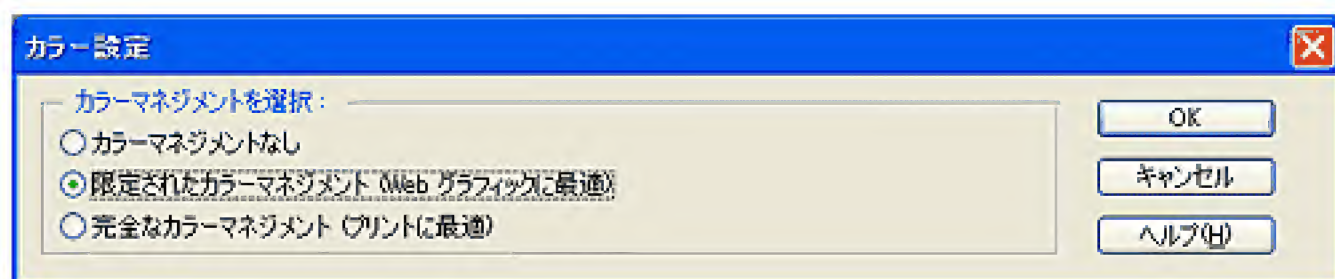 カラー設定
カラーマネジメントを選択：
カラーマネジメントなし
限定されたカラーマネジメント (Web グラフィックに最適)
完全なカラーマネジメント (プリントに最適)
OK
キャンセル
ヘルプ(H)